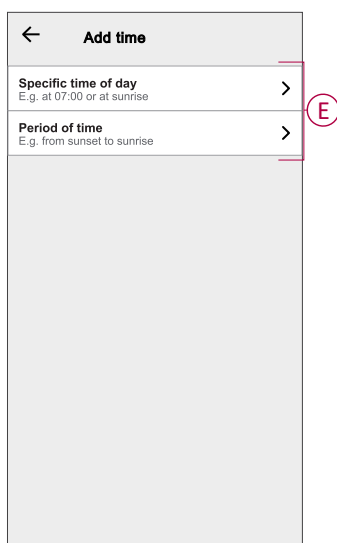 Add time
Specific time of day
E.g. at 07:00 or at sunrise
Period of time
E.g. from sunset to sunrise
E